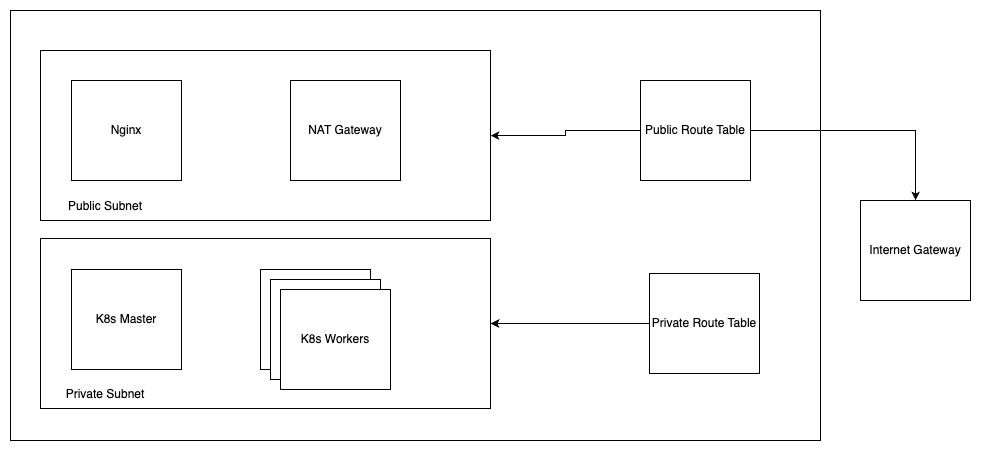 Nginx
NAT Gateway
Public Route Table
Public Subnet
Internet Gateway
K8s Master
K8s Workers
Private Route Table
Private Subnet